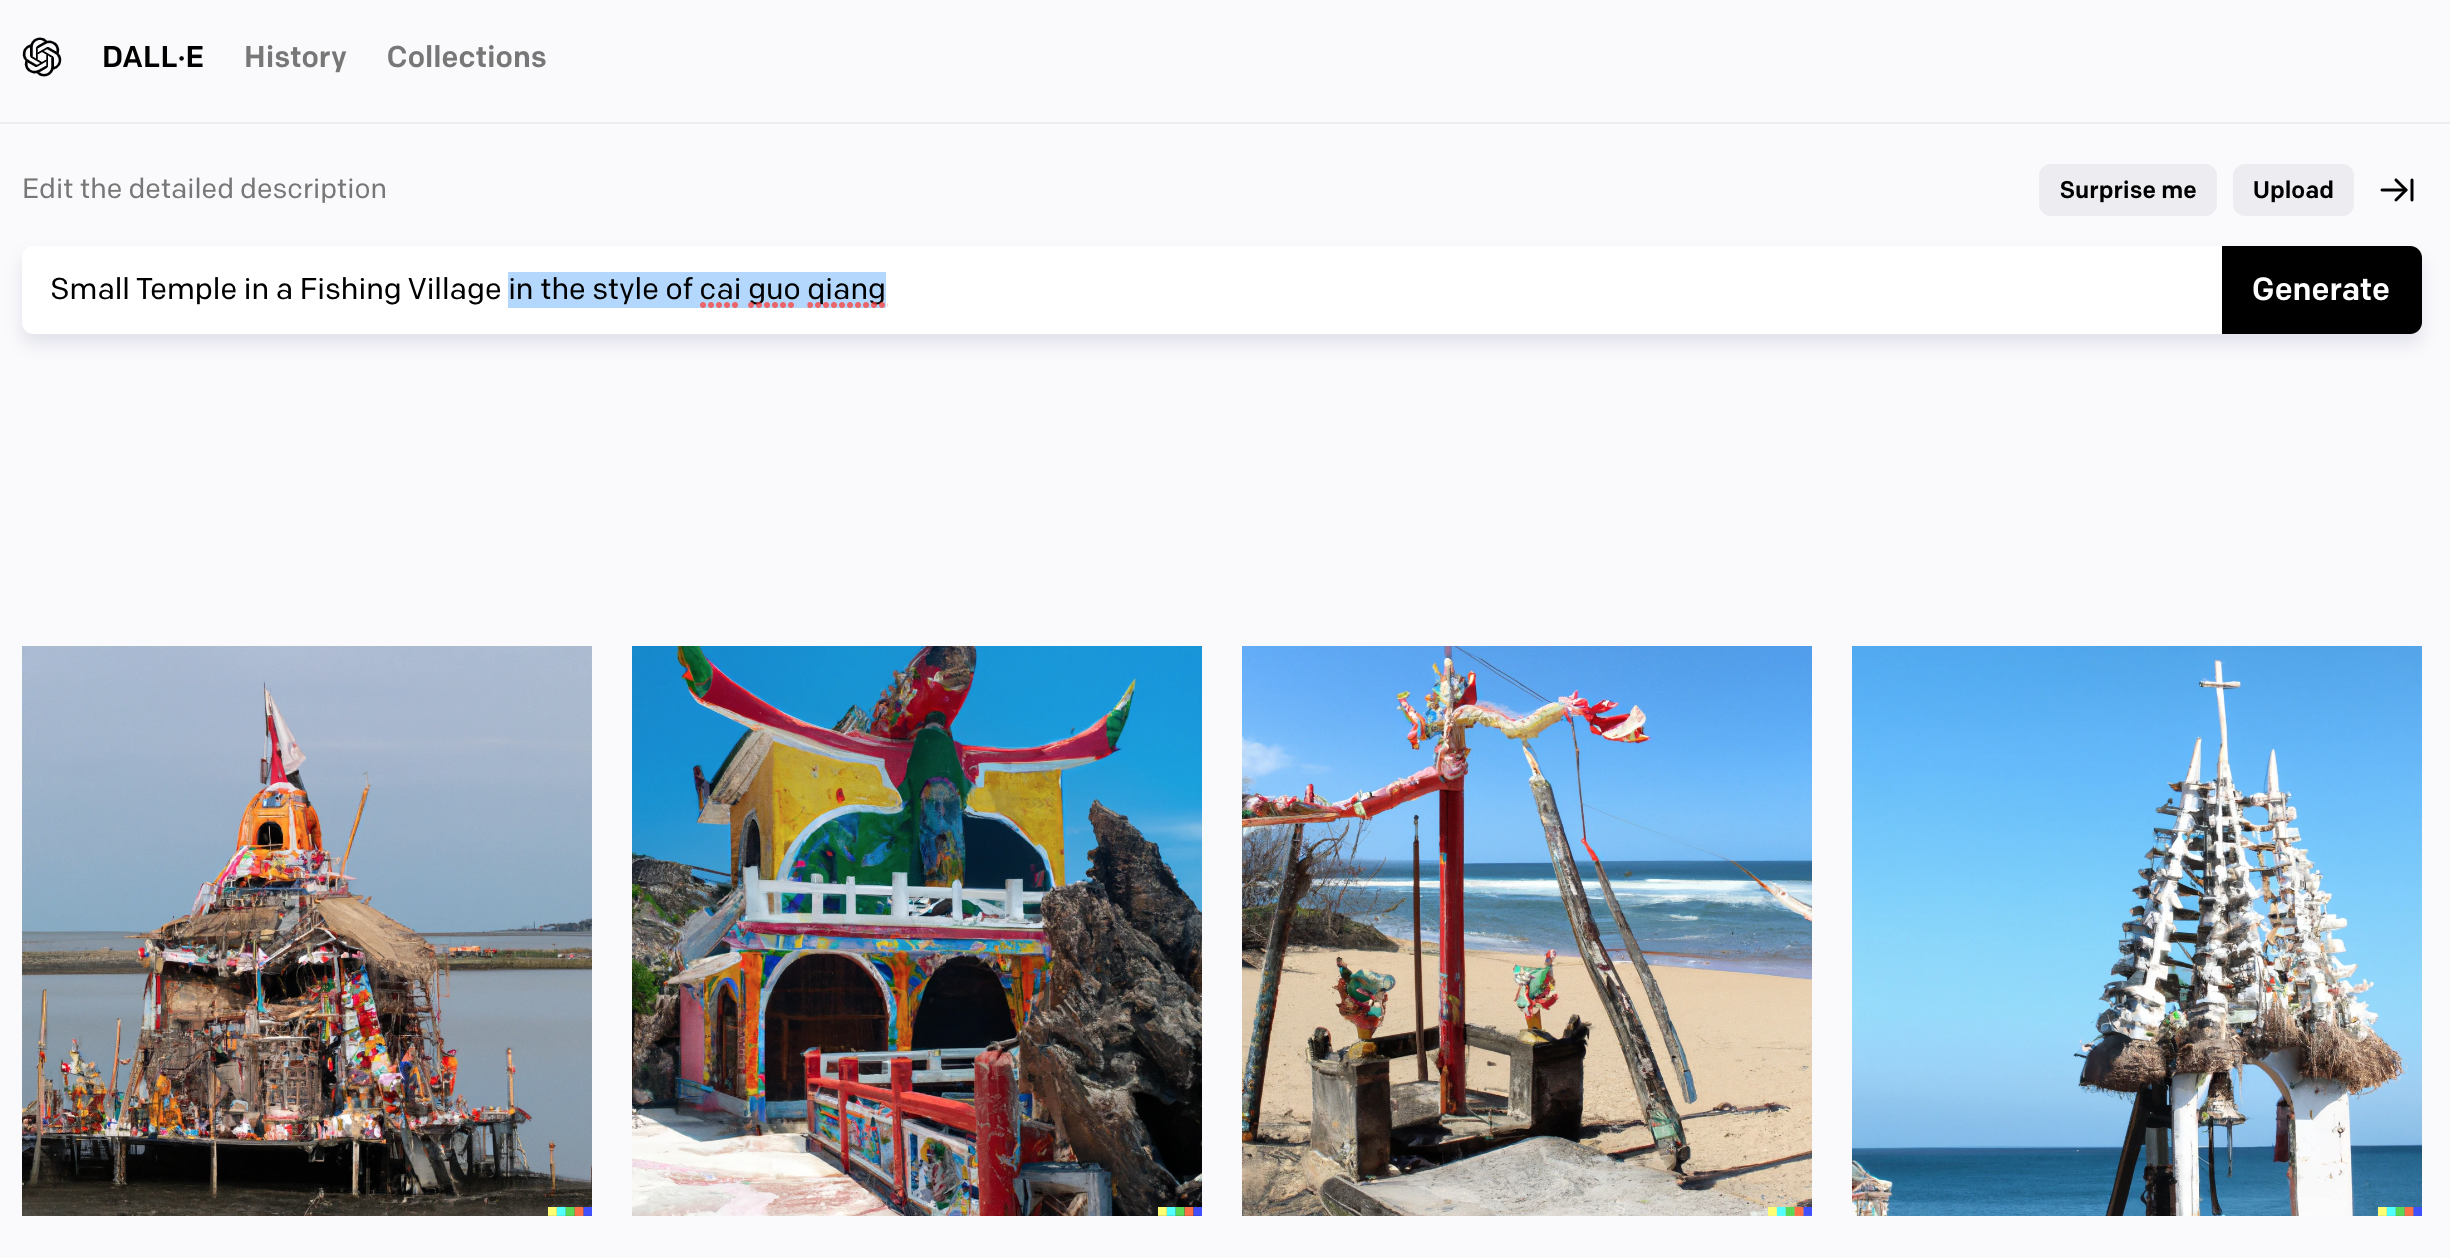 DALL·E History Collections
Edit the detailed description
Surprise me
Upload
Small Temple in a Fishing Village in the style of cai guo qiang
Generate